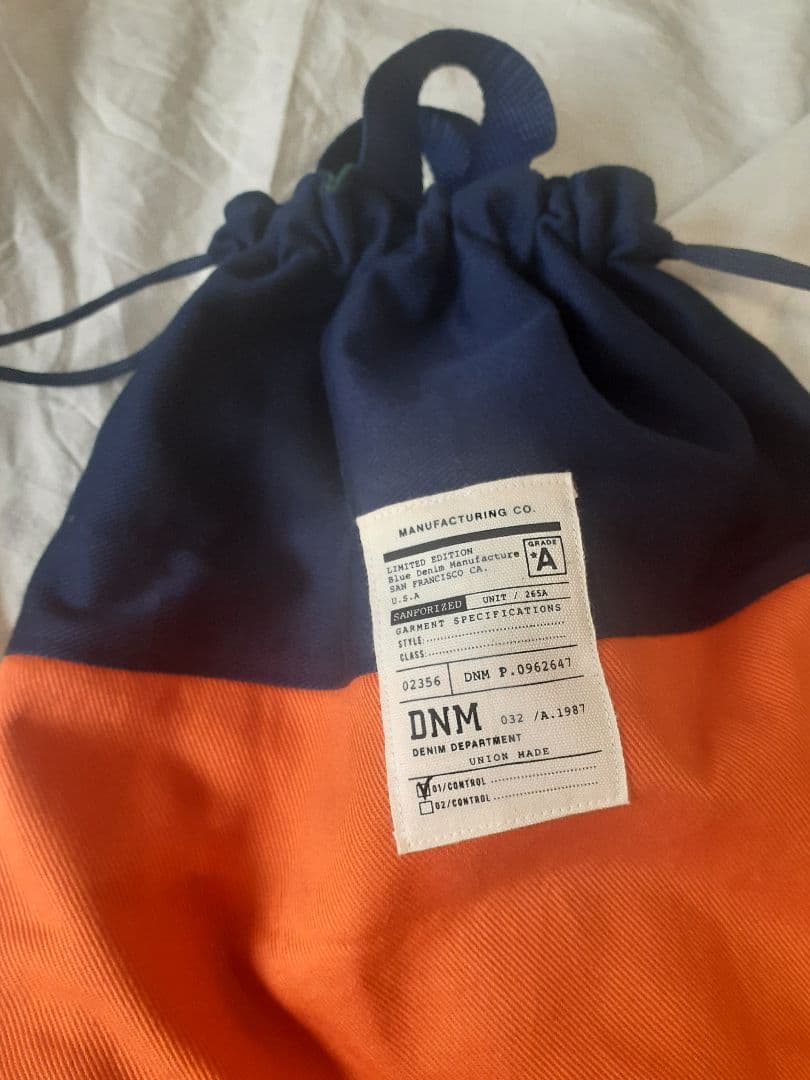 MANUFACTURING CO.
LIMITED EDITION
Blue Denim Manufacture
SAN FRANCISCO CA.
U.S.A
GRADE
*A
SANFORIZED UNIT / 265A
GARMENT SPECIFICATIONS
STYLE:
CLASS:
02356 DNM P.0962647
DNM 032 /A.1987
DENIM DEPARTMENT
UNION MADE
01/CONTROL
02/CONTROL